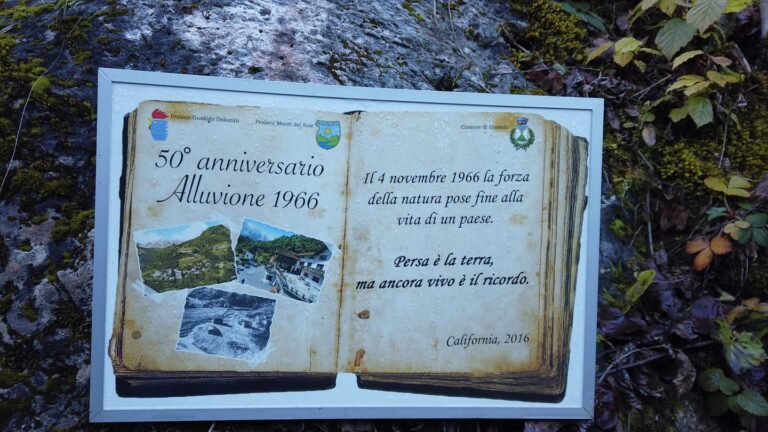 Proloco Gosaldo Dolomiti
Proloco Monti del Sole
50° anniversario
Alluvione 1966
Comune di Gosaldo
Il 4 novembre 1966 la forza
della natura pose fine alla
vita di un paese.
Persa è la terra,
ma ancora vivo è il ricordo.
California, 2016